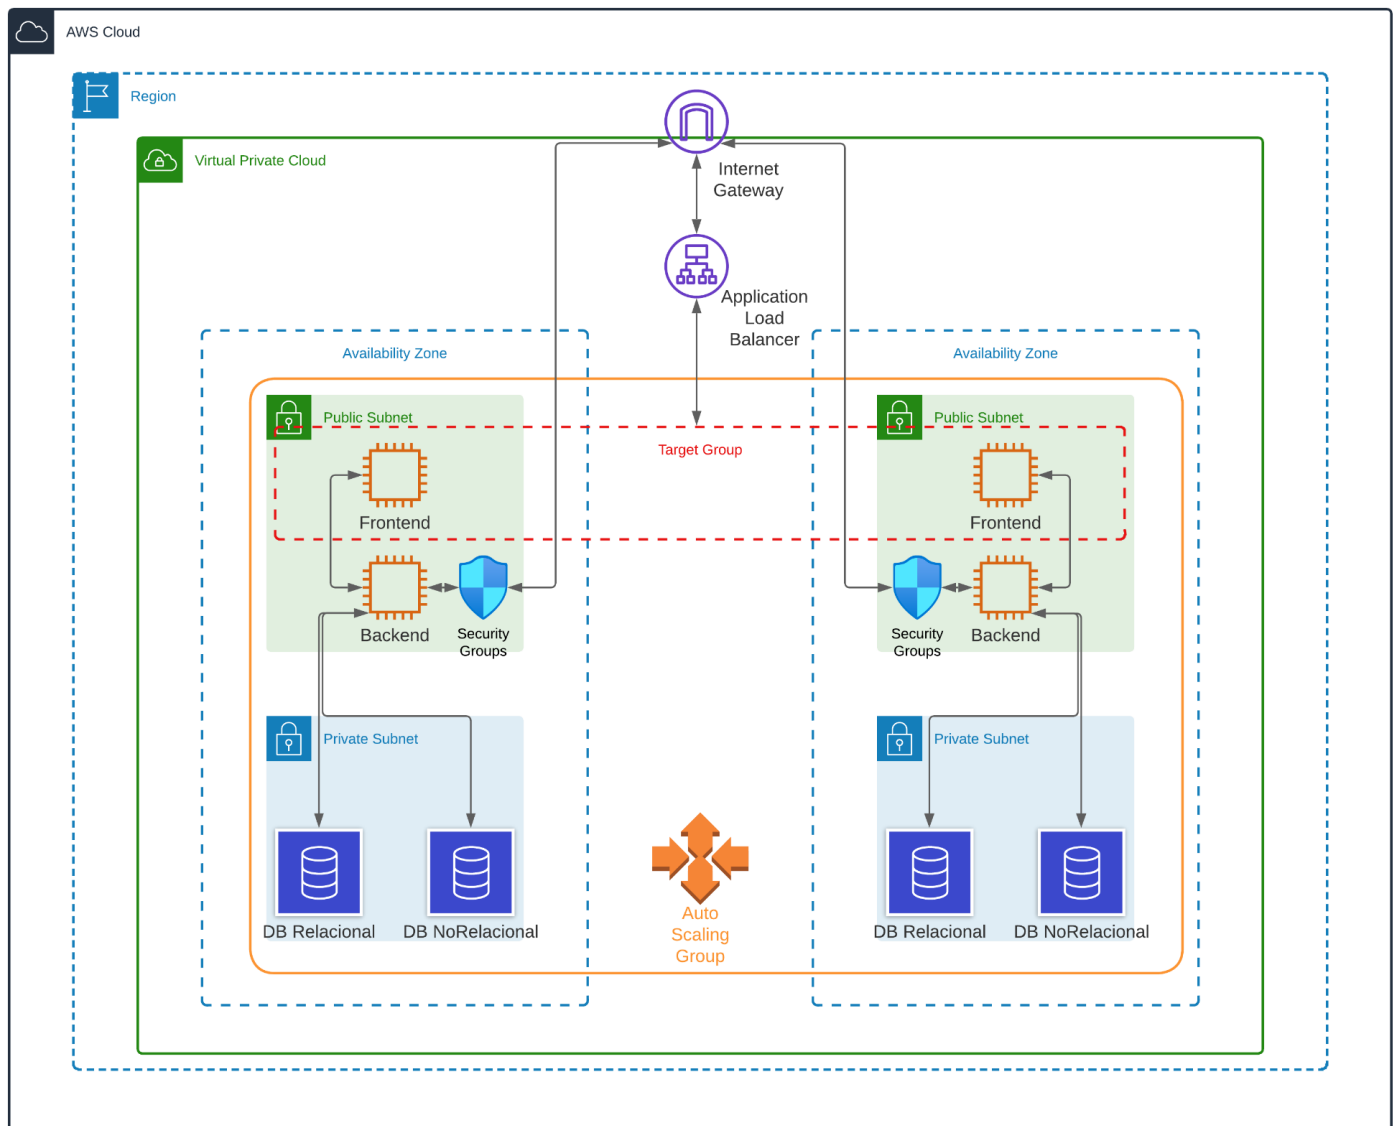 AWS Cloud
Region
Virtual Private Cloud
Internet
Gateway
Application
Load
Balancer
Availability Zone
Availability Zone
Public Subnet
Public Subnet
Target Group
Frontend
Frontend
Backend
Security
Groups
Security
Groups
Backend
Private Subnet
Private Subnet
DB Relacional
DB NoRelacional
Auto
Scaling
Group
DB Relacional
DB NoRelacional